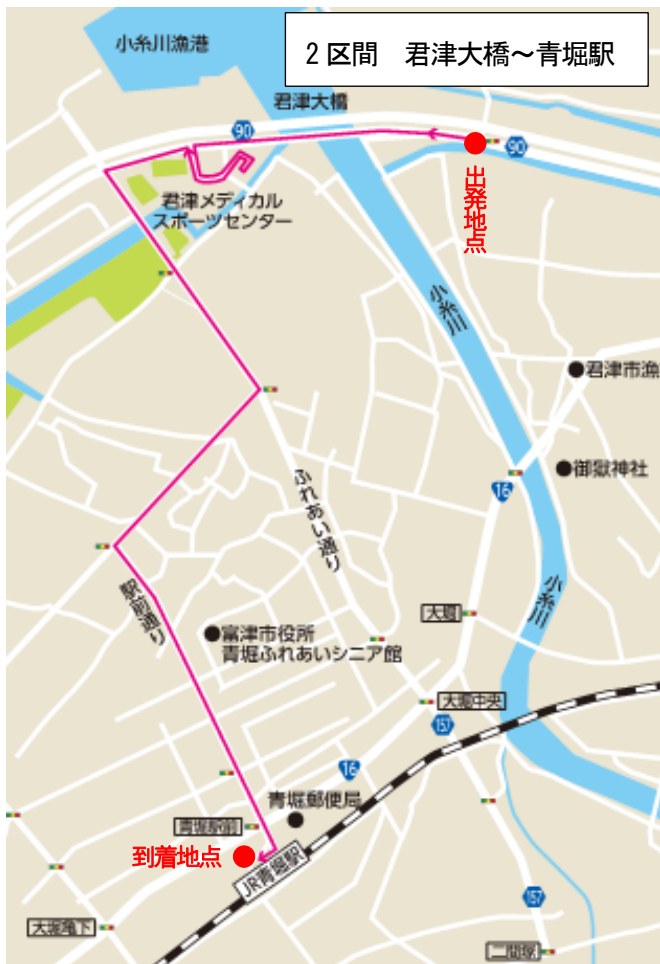 2区間　君津大橋～青堀駅
小糸川漁港
君津大橋
90
90
出発地点
君津メディカル
スポーツセンター
小糸川
君津市漁
御嶽神社
16
ふれあい通り
小糸川
駅前通り
大堀
富津市役所
青堀ふれあいシニア館
大堀中央
157
16
青堀郵便局
青堀駅前
到着地点
JR青堀駅
157
大堀亀下
二間塚